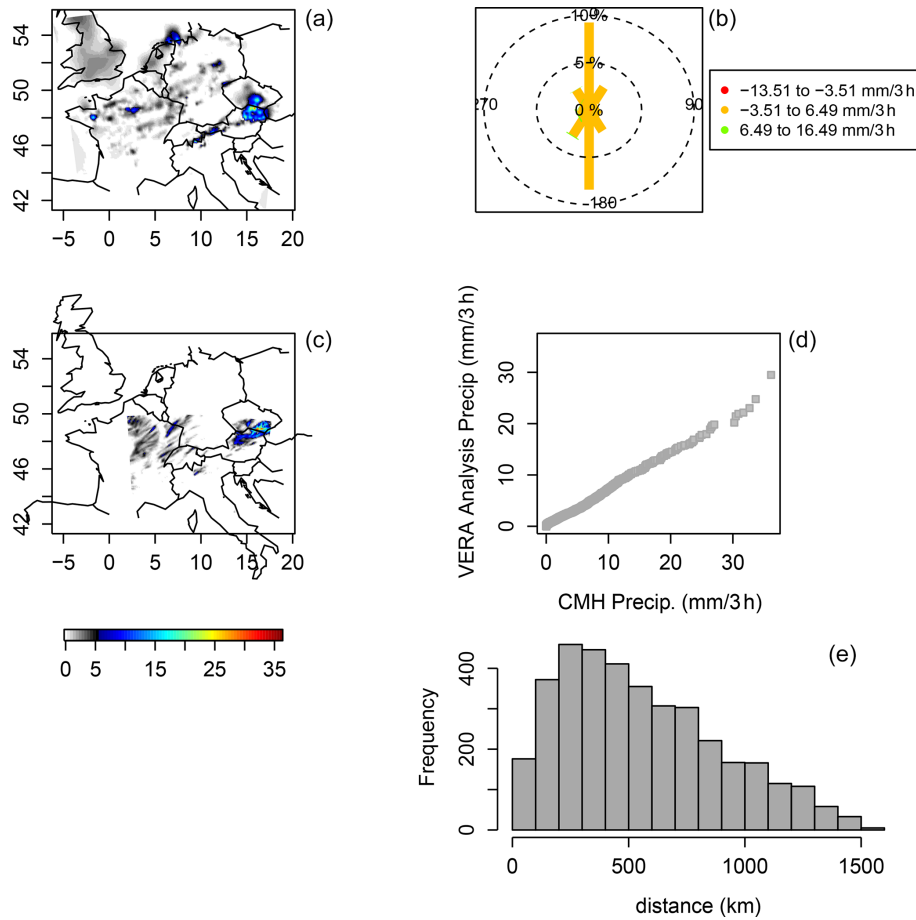 (a)
54
50
46
42
−5 0 5 10 15 20
(b)
0
10 %
5 %
0 %
270
90
180
−13.51 to −3.51 mm/3 h
−3.51 to 6.49 mm/3 h
6.49 to 16.49 mm/3 h
(c)
54
50
46
42
−5 0 5 10 15 20
0 5 15 25 35
(d)
VERA Analysis Precip (mm/3 h)
30
20
10
0
0 10 20 30
CMH Precip. (mm/3 h)
(e)
Frequency
400
200
0
0 500 1000 1500
distance (km)